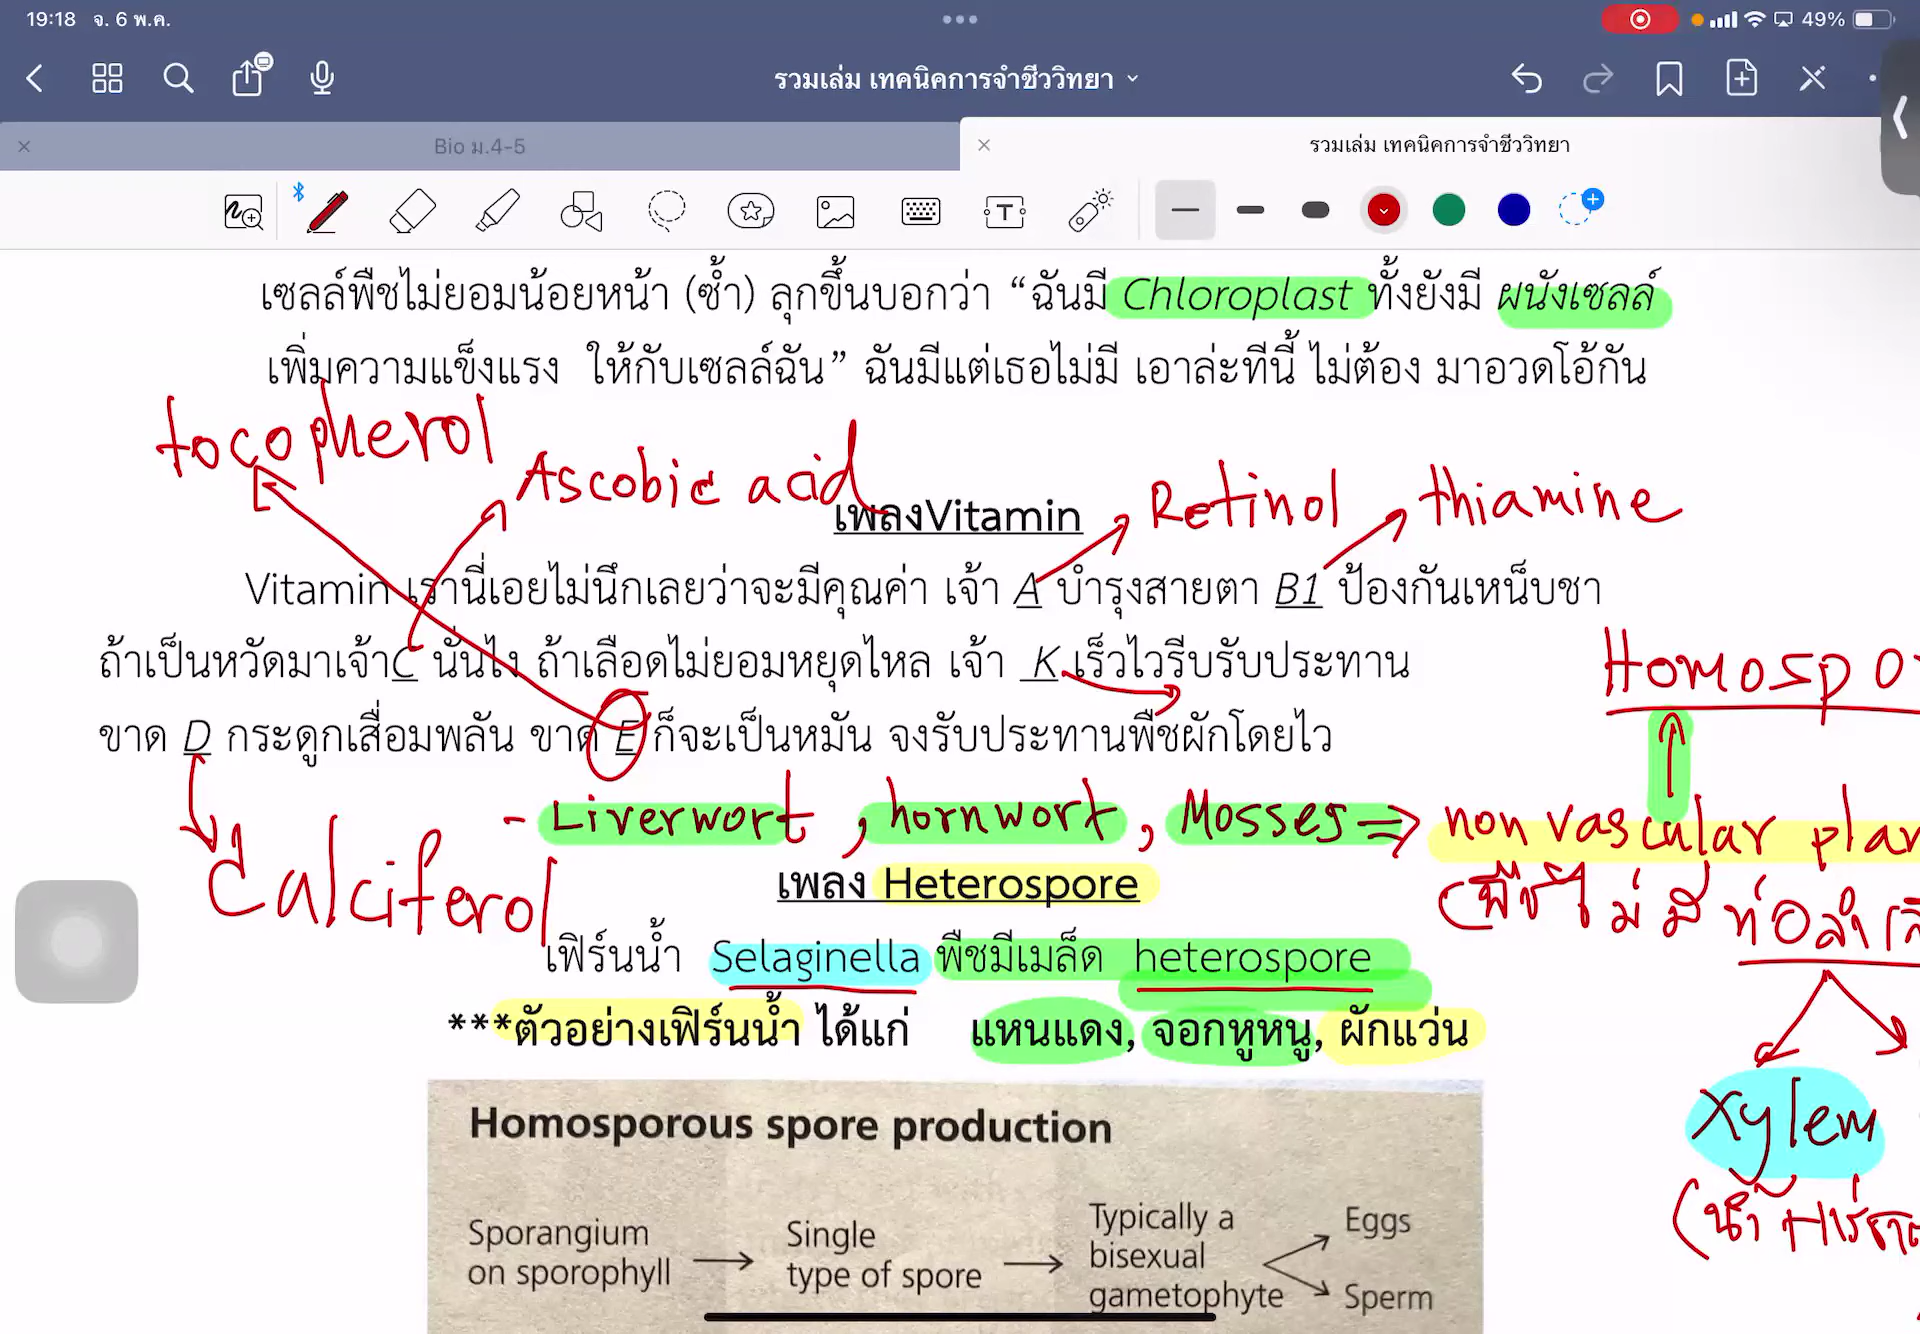 19:18 จ. 6 พ.ค.
49%
รวมเล่ม เทคนิคการจำชีววิทยา
Bio ม.4-5
รวมเล่ม เทคนิคการจำชีววิทยา
เซลล์พืชไม่ยอมน้อยหน้า (ซ้ำ) ลุกขึ้นบอกว่า “ฉันมี Chloroplast ทั้งยังมี ผนังเซลล์
เพิ่มความแข็งแรง ให้กับเซลล์ฉัน” ฉันมีแต่เธอไม่มี เอาล่ะทีนี้ ไม่ต้อง มาอวดโอ้กัน
tocopherol
Ascobic acid
Retinol
thiamine
เพลงVitamin
Vitamin เรานี่เอยไม่นึกเลยว่าจะมีคุณค่า เจ้า A บำรุงสายตา B1 ป้องกันเหน็บชา
ถ้าเป็นหวัดมาเจ้าC นั่นไง ถ้าเลือดไม่ยอมหยุดไหล เจ้า K เร็วไวรีบรับประทาน
Homospo
ขาด D กระดูกเสื่อมพลัน ขาด E ก็จะเป็นหมัน จงรับประทานพืชผักโดยไว
- Liverwort , hornwort , Mosses ⇒ non vascular plan
Calciferol
(พืชไม่มีท่อลำเลี
เพลง Heterospore
เฟิร์นน้ำ Selaginella พืชมีเมล็ด heterospore
***ตัวอย่างเฟิร์นน้ำ ได้แก่ แหนแดง, จอกหูหนู, ผักแว่น
Xylem
(น้ำ+แร่ธา
Homosporous spore production
Sporangium on sporophyll
Single type of spore
Typically a bisexual gametophyte
Eggs
Sperm